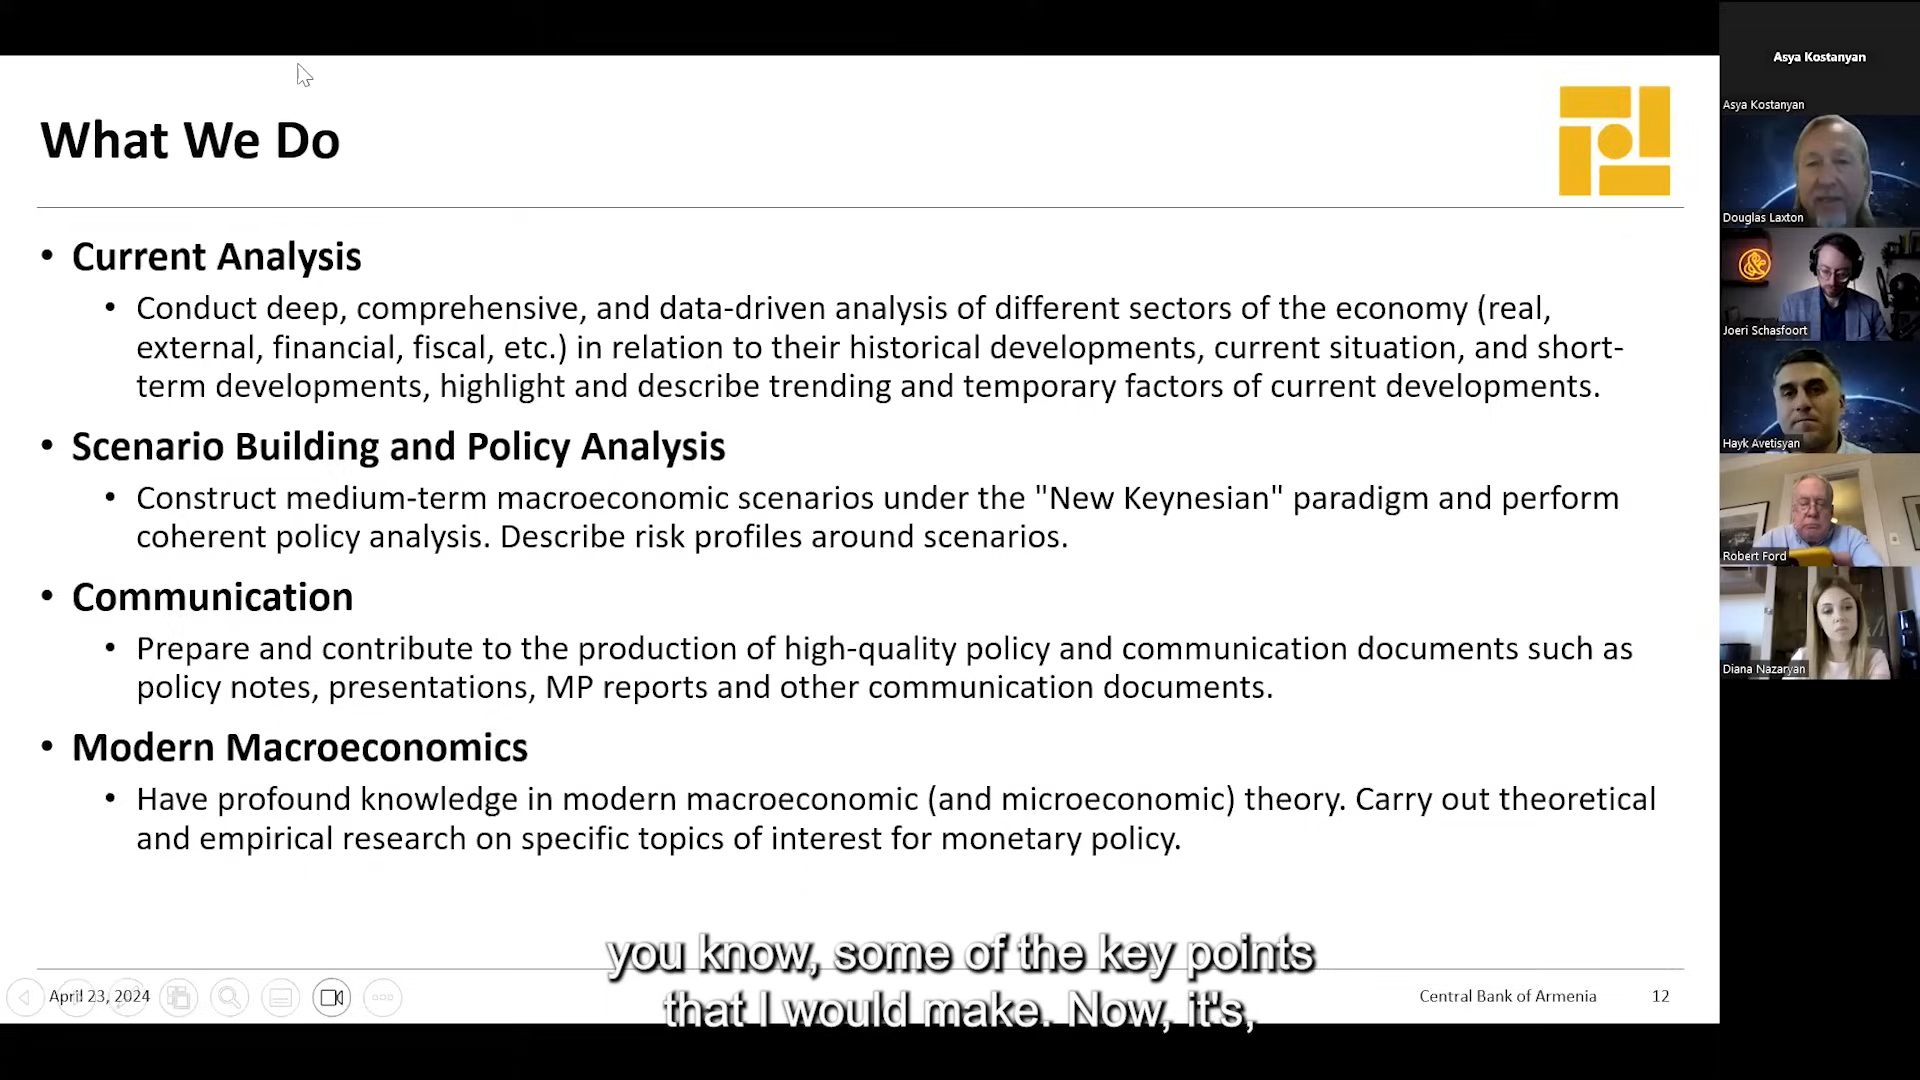 What We Do
• Current Analysis
• Conduct deep, comprehensive, and data-driven analysis of different sectors of the economy (real,
external, financial, fiscal, etc.) in relation to their historical developments, current situation, and short-
term developments, highlight and describe trending and temporary factors of current developments.
• Scenario Building and Policy Analysis
• Construct medium-term macroeconomic scenarios under the "New Keynesian" paradigm and perform
coherent policy analysis. Describe risk profiles around scenarios.
• Communication
• Prepare and contribute to the production of high-quality policy and communication documents such as
policy notes, presentations, MP reports and other communication documents.
• Modern Macroeconomics
• Have profound knowledge in modern macroeconomic (and microeconomic) theory. Carry out theoretical
and empirical research on specific topics of interest for monetary policy.
you know, some of the key points
that I would make. Now, it's,
April 23, 2024
Central Bank of Armenia
12
Asya Kostanyan
Asya Kostanyan
Douglas Laxton
&
Joeri Schasfoort
Hayk Avetisyan
Robert Ford
Diana Nazaryan